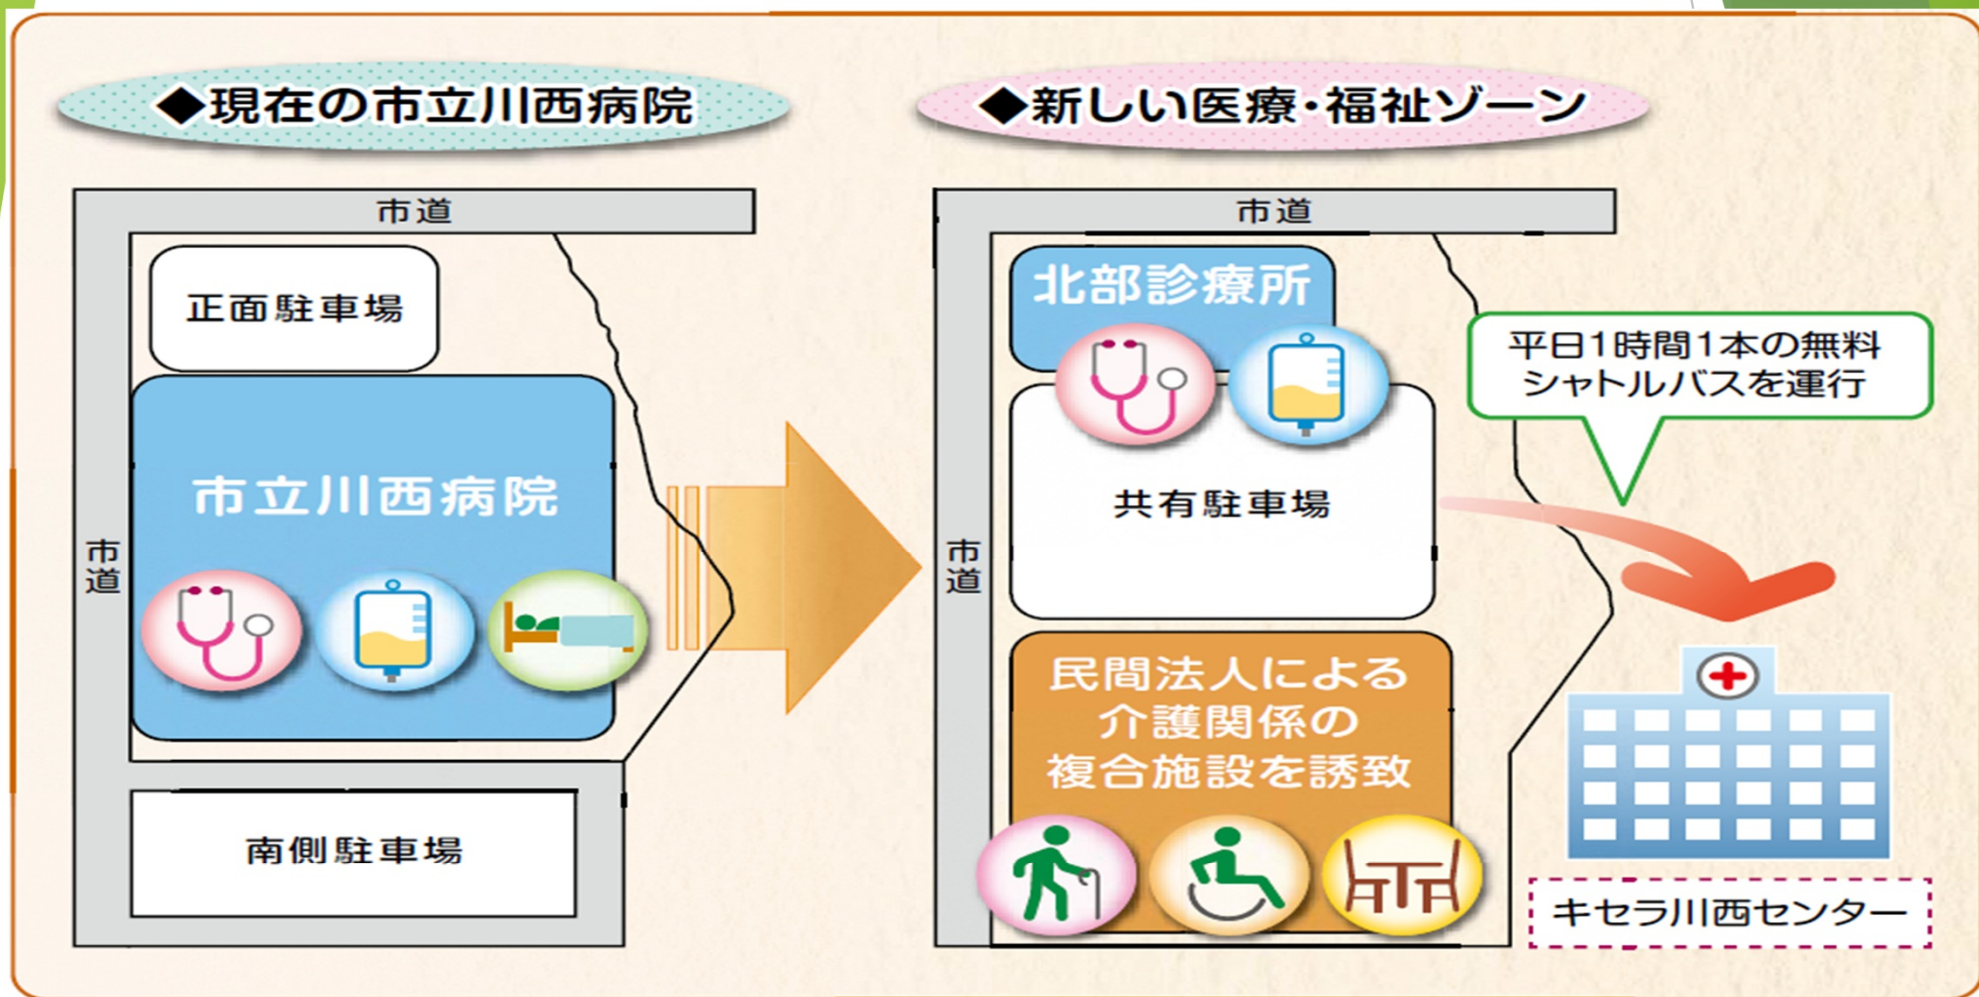 ◆現在の市立川西病院
市道
正面駐車場
市立川西病院
市道
南側駐車場
◆新しい医療・福祉ゾーン
市道
北部診療所
平日1時間1本の無料
シャトルバスを運行
共有駐車場
市道
民間法人による
介護関係の
複合施設を誘致
キセラ川西センター